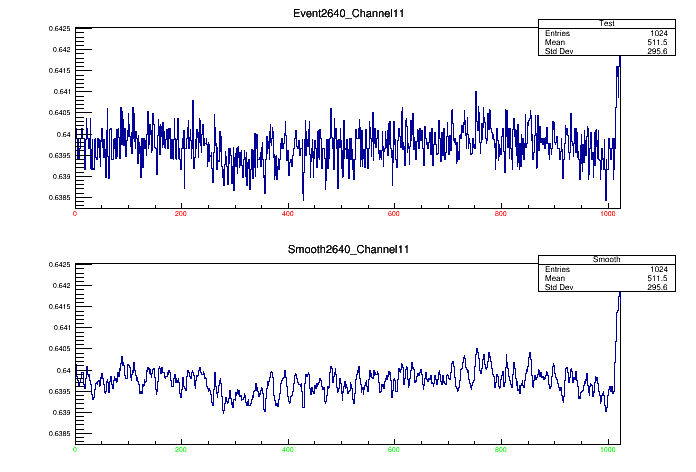 Event2640_Channel11
Test
Entries 1024
Mean 511.5
Std Dev 295.6
0.6425
0.642
0.6415
0.641
0.6405
0.64
0.6395
0.639
0.6385
0 200 400 600 800 1000
Smooth2640_Channel11
Smooth
Entries 1024
Mean 511.5
Std Dev 295.6
0.6425
0.642
0.6415
0.641
0.6405
0.64
0.6395
0.639
0.6385
0 200 400 600 800 1000